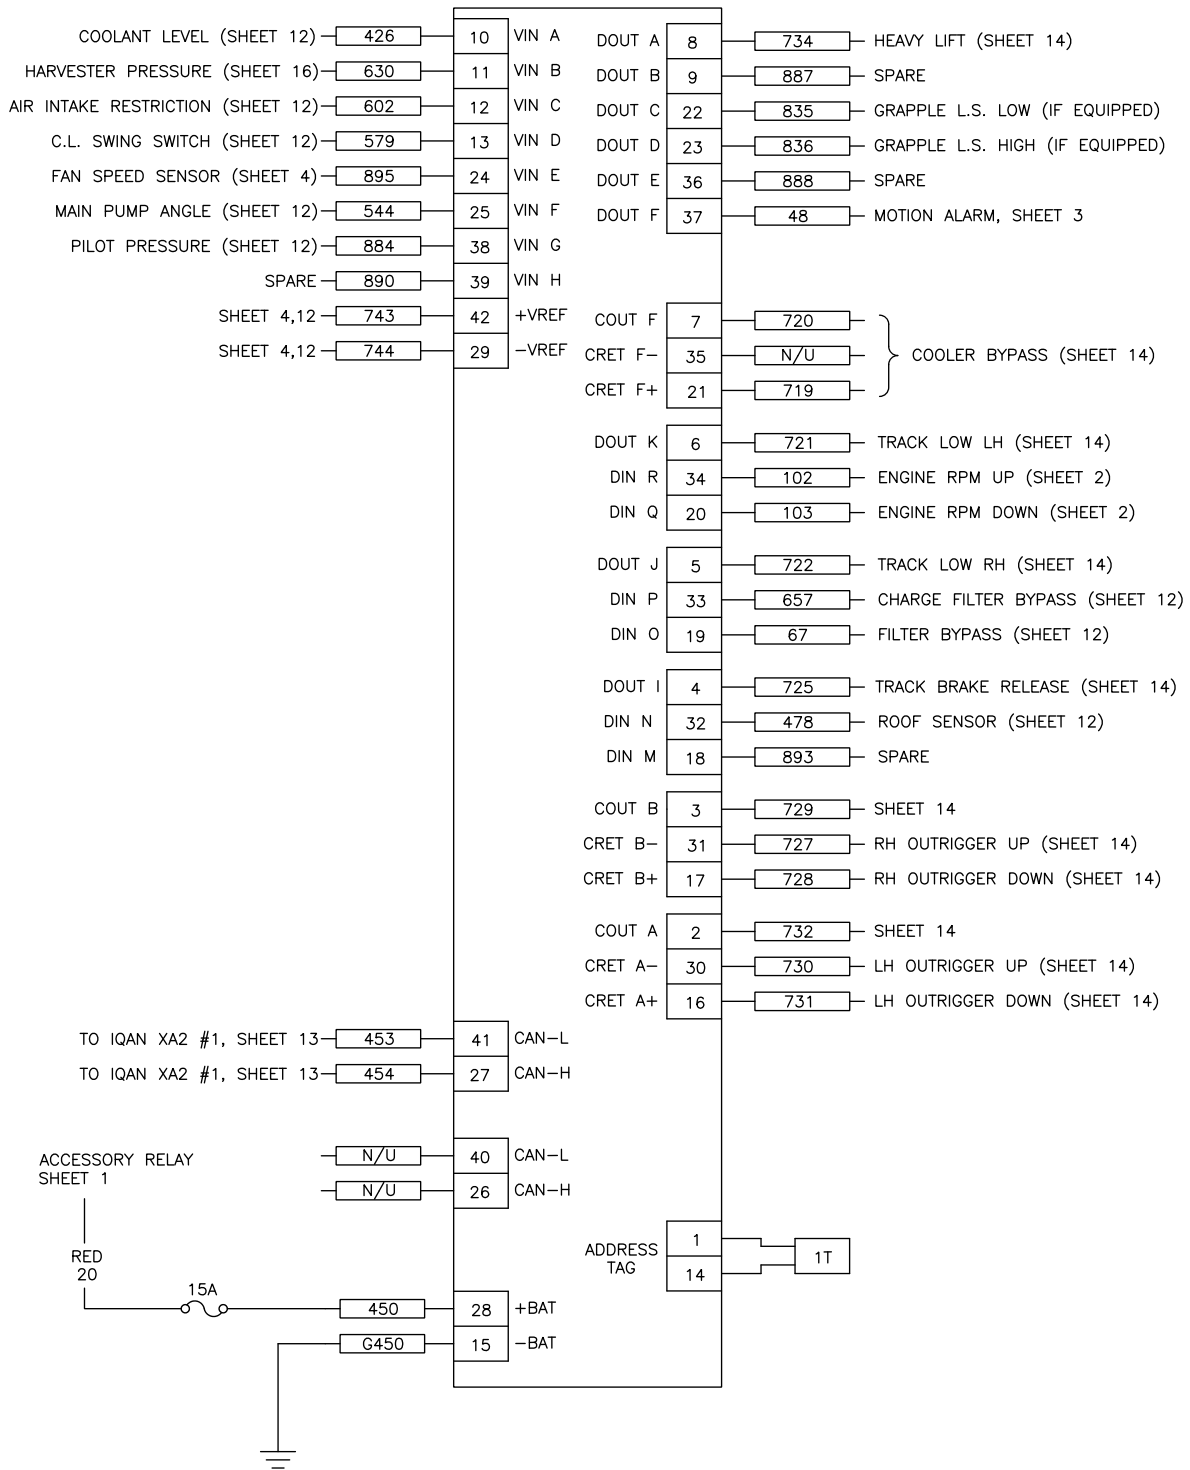 COOLANT LEVEL (SHEET 12) 426 10 VIN A
HARVESTER PRESSURE (SHEET 16) 630 11 VIN B
AIR INTAKE RESTRICTION (SHEET 12) 602 12 VIN C
C.L. SWING SWITCH (SHEET 12) 579 13 VIN D
FAN SPEED SENSOR (SHEET 4) 895 24 VIN E
MAIN PUMP ANGLE (SHEET 12) 544 25 VIN F
PILOT PRESSURE (SHEET 12) 884 38 VIN G
SPARE 890 39 VIN H
SHEET 4,12 743 42 +VREF
SHEET 4,12 744 29 -VREF
DOUT A 8 734 HEAVY LIFT (SHEET 14)
DOUT B 9 887 SPARE
DOUT C 22 835 GRAPPLE L.S. LOW (IF EQUIPPED)
DOUT D 23 836 GRAPPLE L.S. HIGH (IF EQUIPPED)
DOUT E 36 888 SPARE
DOUT F 37 48 MOTION ALARM, SHEET 3
COUT F 7 720
CRET F- 35 N/U COOLER BYPASS (SHEET 14)
CRET F+ 21 719
DOUT K 6 721 TRACK LOW LH (SHEET 14)
DIN R 34 102 ENGINE RPM UP (SHEET 2)
DIN Q 20 103 ENGINE RPM DOWN (SHEET 2)
DOUT J 5 722 TRACK LOW RH (SHEET 14)
DIN P 33 657 CHARGE FILTER BYPASS (SHEET 12)
DIN O 19 67 FILTER BYPASS (SHEET 12)
DOUT I 4 725 TRACK BRAKE RELEASE (SHEET 14)
DIN N 32 478 ROOF SENSOR (SHEET 12)
DIN M 18 893 SPARE
COUT B 3 729 SHEET 14
CRET B- 31 727 RH OUTRIGGER UP (SHEET 14)
CRET B+ 17 728 RH OUTRIGGER DOWN (SHEET 14)
COUT A 2 732 SHEET 14
CRET A- 30 730 LH OUTRIGGER UP (SHEET 14)
CRET A+ 16 731 LH OUTRIGGER DOWN (SHEET 14)
TO IQAN XA2 #1, SHEET 13 453 41 CAN-L
TO IQAN XA2 #1, SHEET 13 454 27 CAN-H
N/U 40 CAN-L
N/U 26 CAN-H
ACCESSORY RELAY
SHEET 1
RED
20
15A
450 28 +BAT
G450 15 -BAT
ADDRESS
TAG
1
14
1T